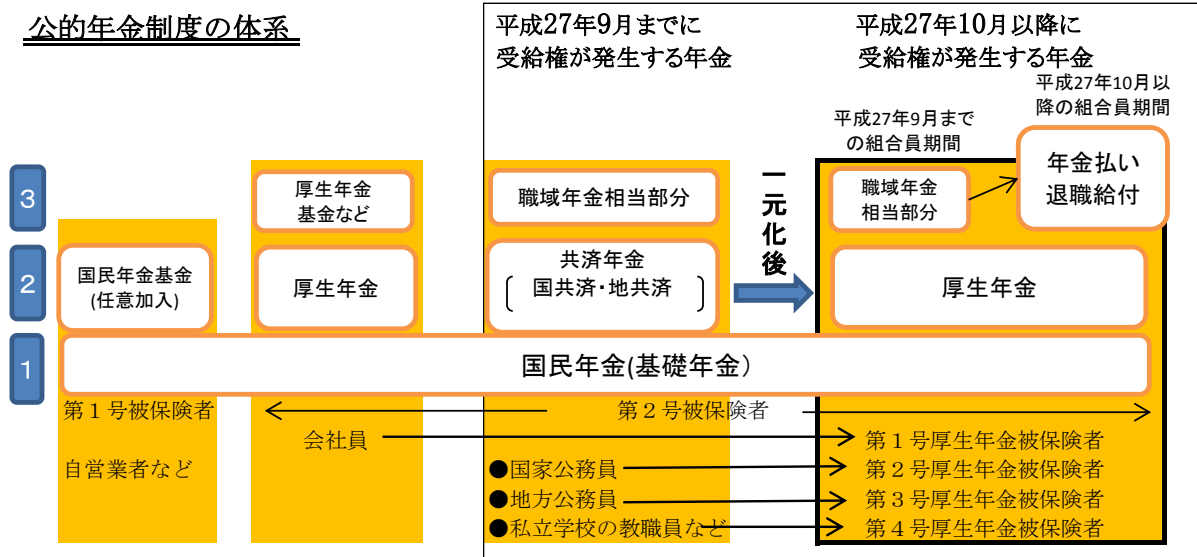 公的年金制度の体系
平成27年9月までに
受給権が発生する年金
平成27年10月以降に
受給権が発生する年金
平成27年9月まで
の組合員期間
平成27年10月以
降の組合員期間
3
厚生年金
基金など
職域年金相当部分
一元化後
職域年金
相当部分
年金払い
退職給付
2
国民年金基金
(任意加入)
厚生年金
共済年金
国共済・地共済
厚生年金
1
国民年金(基礎年金)
第1号被保険者
第2号被保険者
自営業者など
会社員
第1号厚生年金被保険者
●国家公務員
第2号厚生年金被保険者
●地方公務員
第3号厚生年金被保険者
●私立学校の教職員など
第4号厚生年金被保険者